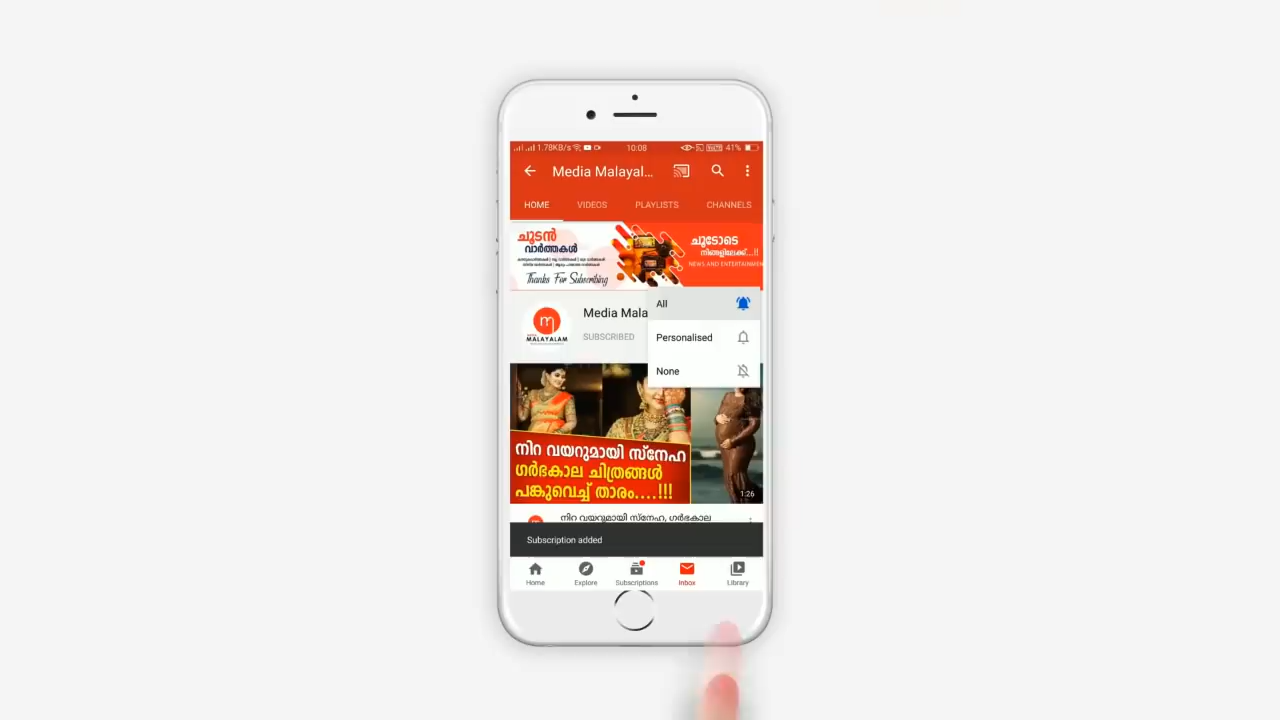 1.78KB/s 10:08 41%
Media Malayal...
HOME VIDEOS PLAYLISTS CHANNELS
ചൂടൻ
വാർത്തകൾ
Thanks For Subscribing
ചൂടോടെ
നിങ്ങളിലേക്ക്...!!
NEWS AND ENTERTAINMEN
Media Mala
SUBSCRIBED
MALAYALAM
All
Personalised
None
നിറ വയറുമായി സ്നേഹ
ഗർഭകാല ചിത്രങ്ങൾ
പങ്കുവെച്ച് താരം....!!!
1:26
നിറ വയറുമായി സ്നേഹ, ഗർഭകാല
Subscription added
Home Explore Subscriptions Inbox Library